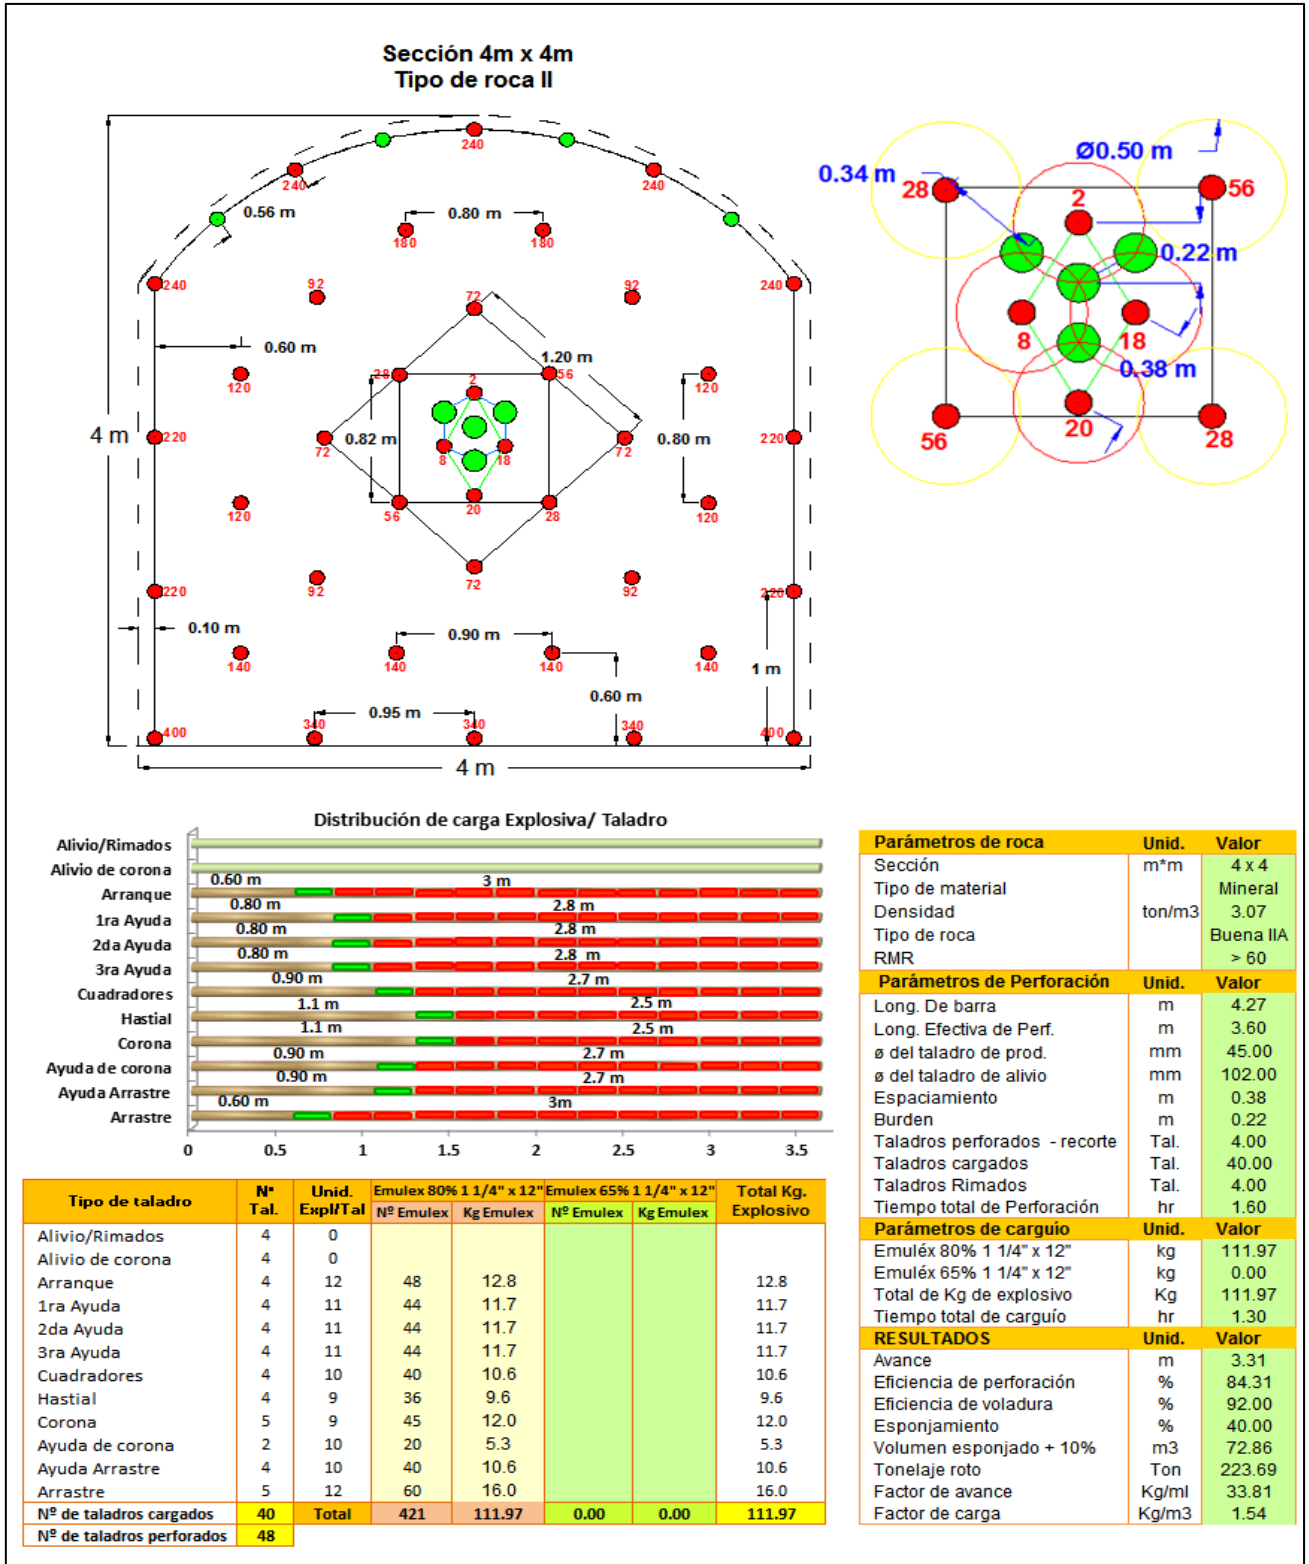 Sección 4m x 4m
Tipo de roca II
240
240
240
0.56 m
0.80 m
180
180
240
240
92
92
72
0.60 m
1.20 m
28
2
56
120
120
4 m
0.82 m
0.80 m
220
72
8
18
72
220
120
56
20
28
120
72
92
92
220
220
0.10 m
0.90 m
140
140
140
140
1 m
0.60 m
0.95 m
400
340
340
340
400
4 m
Ø0.50 m
0.34 m
28
2
56
0.22 m
8
18
0.38 m
56
20
28
Distribución de carga Explosiva/ Taladro
Alivio/Rimados
Alivio de corona
Arranque 0.60 m 3 m
1ra Ayuda 0.80 m 2.8 m
2da Ayuda 0.80 m 2.8 m
3ra Ayuda 0.80 m 2.8 m
Cuadradores 0.90 m 2.7 m
Hastial 1.1 m 2.5 m
Corona 1.1 m 2.5 m
Ayuda de corona 0.90 m 2.7 m
Ayuda Arrastre 0.90 m 2.7 m
Arrastre 0.60 m 3m
0 0.5 1 1.5 2 2.5 3 3.5
Parámetros de roca Unid. Valor
Sección m*m 4 x 4
Tipo de material Mineral
Densidad ton/m3 3.07
Tipo de roca Buena IIA
RMR > 60
Parámetros de Perforación Unid. Valor
Long. De barra m 4.27
Long. Efectiva de Perf. m 3.60
ø del taladro de prod. mm 45.00
ø del taladro de alivio mm 102.00
Espaciamiento m 0.38
Burden m 0.22
Taladros perforados - recorte Tal. 4.00
Taladros cargados Tal. 40.00
Taladros Rimados Tal. 4.00
Tiempo total de Perforación hr 1.60
Parámetros de carguío Unid. Valor
Emuléx 80% 1 1/4" x 12" kg 111.97
Emuléx 65% 1 1/4" x 12" kg 0.00
Total de Kg de explosivo Kg 111.97
Tiempo total de carguío hr 1.30
RESULTADOS Unid. Valor
Avance m 3.31
Eficiencia de perforación % 84.31
Eficiencia de voladura % 92.00
Esponjamiento % 40.00
Volumen esponjado + 10% m3 72.86
Tonelaje roto Ton 223.69
Factor de avance Kg/ml 33.81
Factor de carga Kg/m3 1.54
Tipo de taladro N° Tal. Unid. Expl/Tal Emulex 80% 1 1/4" x 12" Emulex 65% 1 1/4" x 12" Total Kg. Explosivo
Nº Emulex Kg Emulex Nº Emulex Kg Emulex
Alivio/Rimados 4 0
Alivio de corona 4 0
Arranque 4 12 48 12.8 12.8
1ra Ayuda 4 11 44 11.7 11.7
2da Ayuda 4 11 44 11.7 11.7
3ra Ayuda 4 11 44 11.7 11.7
Cuadradores 4 10 40 10.6 10.6
Hastial 4 9 36 9.6 9.6
Corona 5 9 45 12.0 12.0
Ayuda de corona 2 10 20 5.3 5.3
Ayuda Arrastre 4 10 40 10.6 10.6
Arrastre 5 12 60 16.0 16.0
Nº de taladros cargados 40 Total 421 111.97 0.00 0.00 111.97
Nº de taladros perforados 48